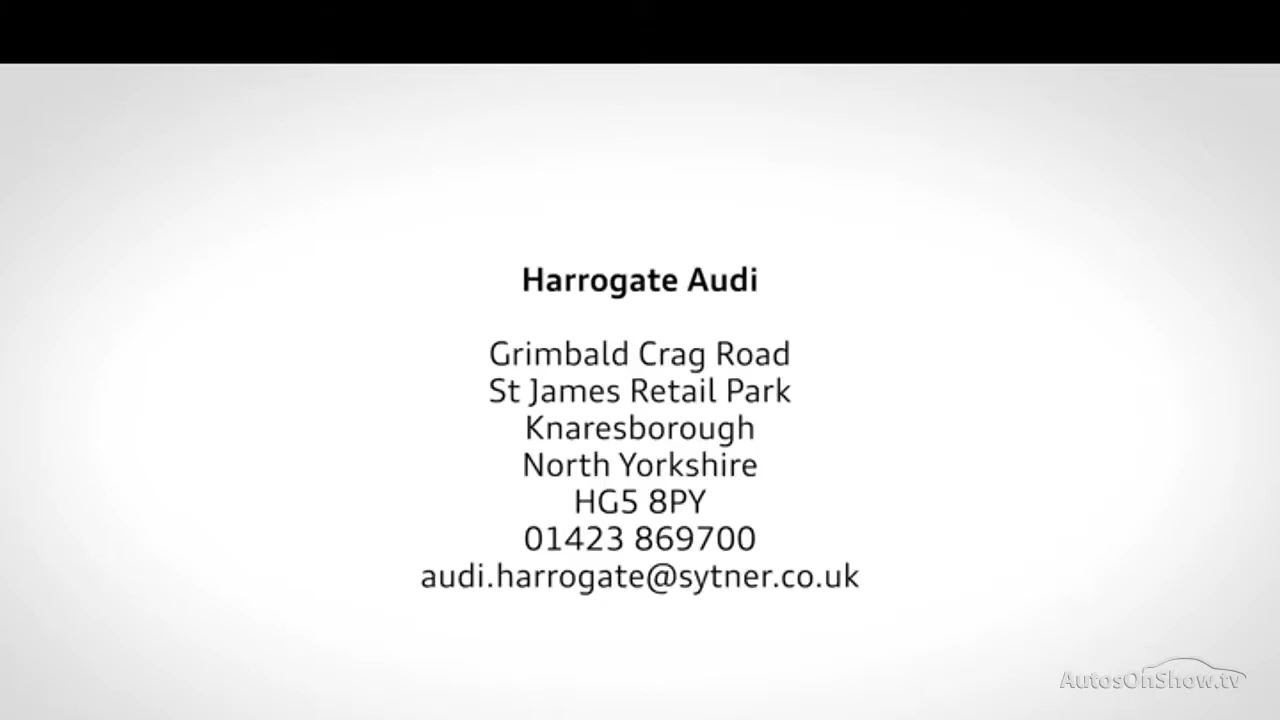 Harrogate Audi
Grimbald Crag Road
St James Retail Park
Knaresborough
North Yorkshire
HG5 8PY
01423 869700
audi.harrogate@sytner.co.uk
AutosOnShow.tv